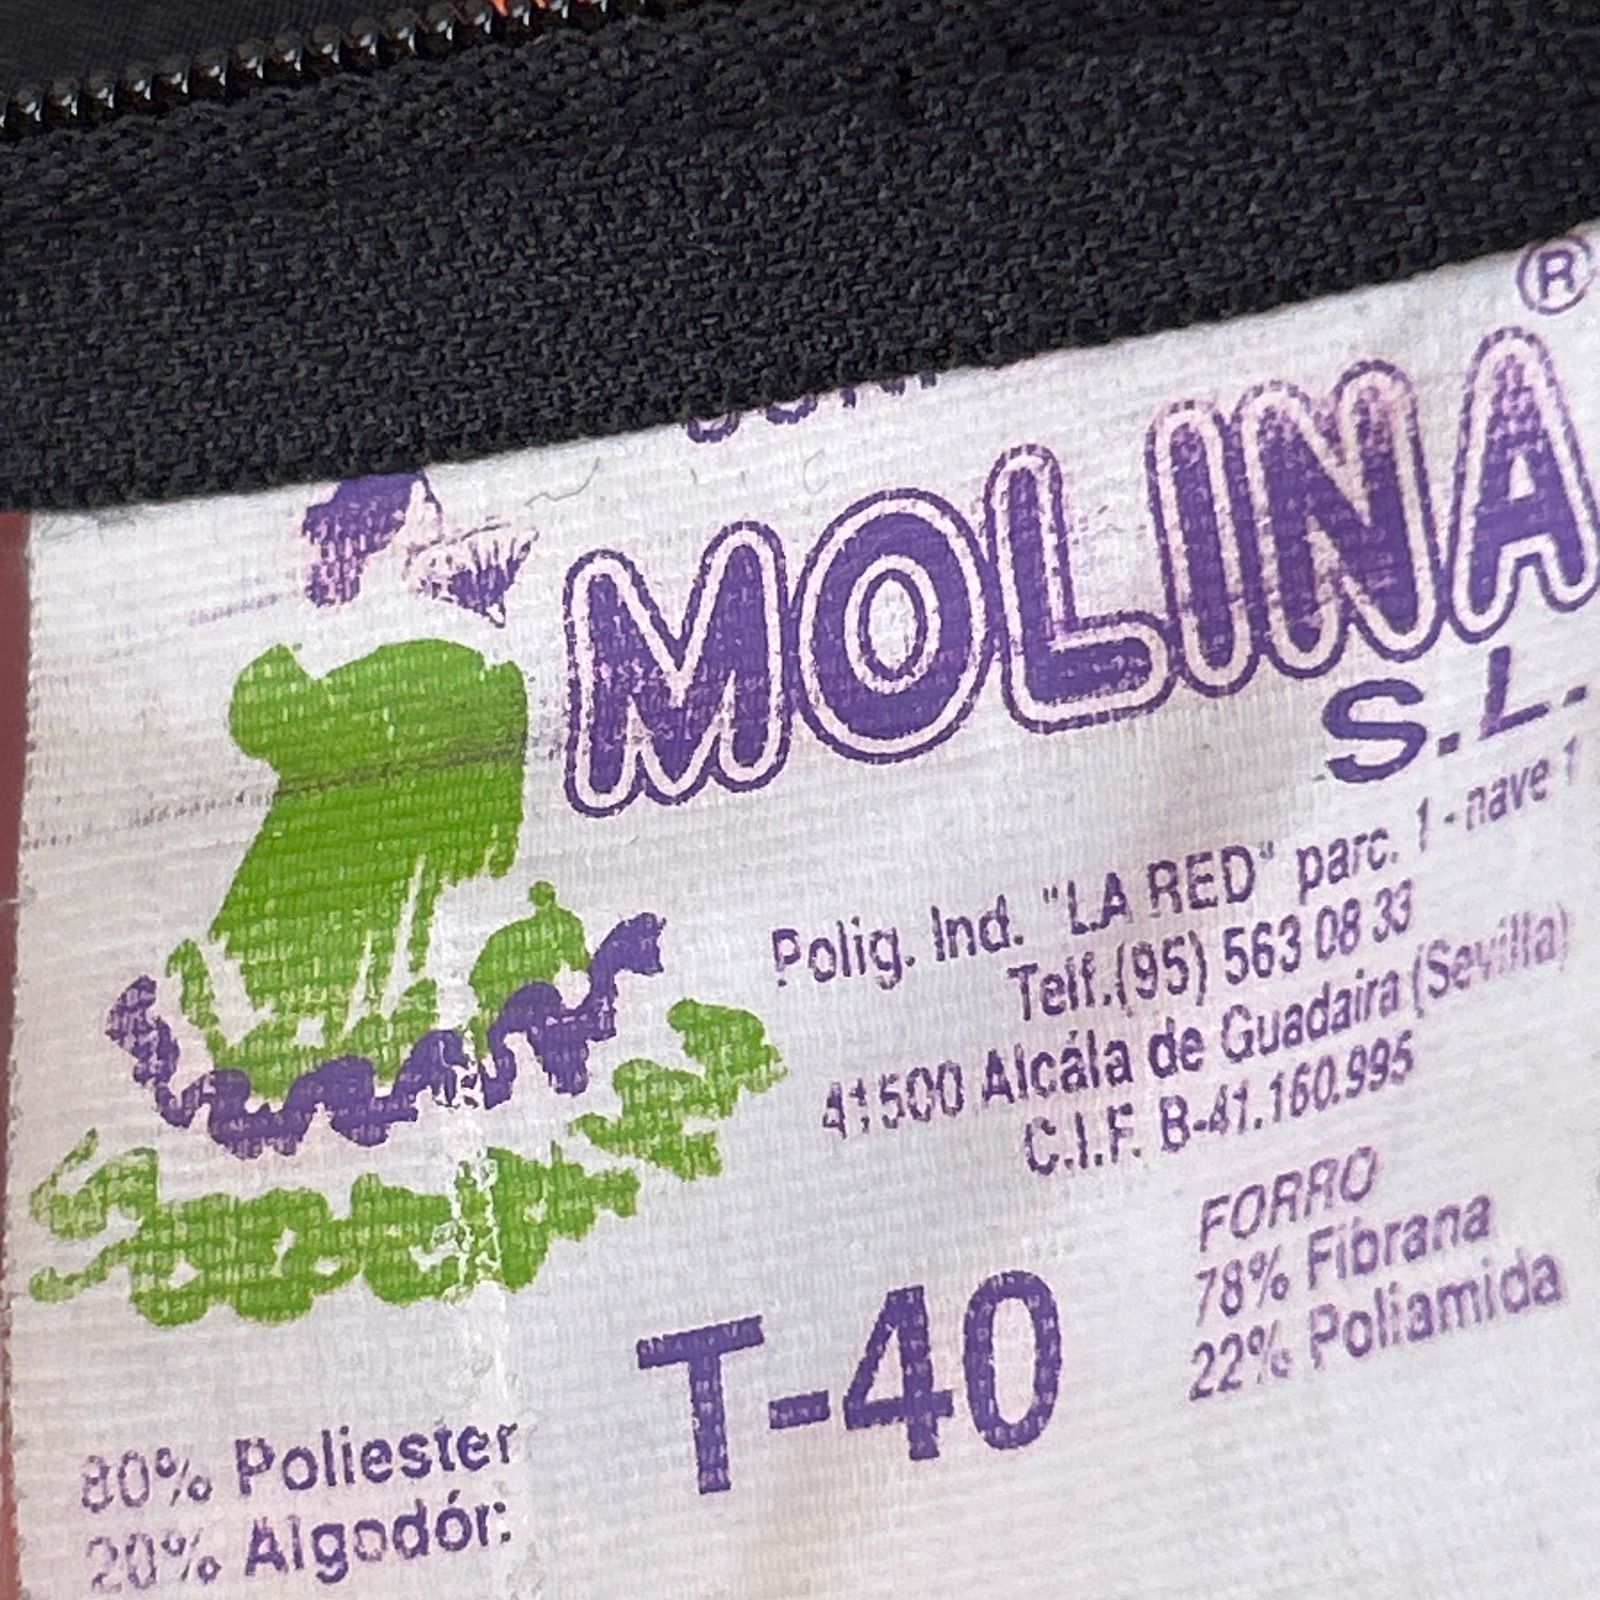 MOLINA ®
S.L.
Polig. Ind. "LA RED" parc. 1 - nave 1
Telf.(95) 563 08 33
41500 Alcála de Guadaira (Sevilla)
C.I.F. B-41.160.995
FORRO
78% Fibrana
22% Poliamida
T-40
80% Poliester
20% Algodón